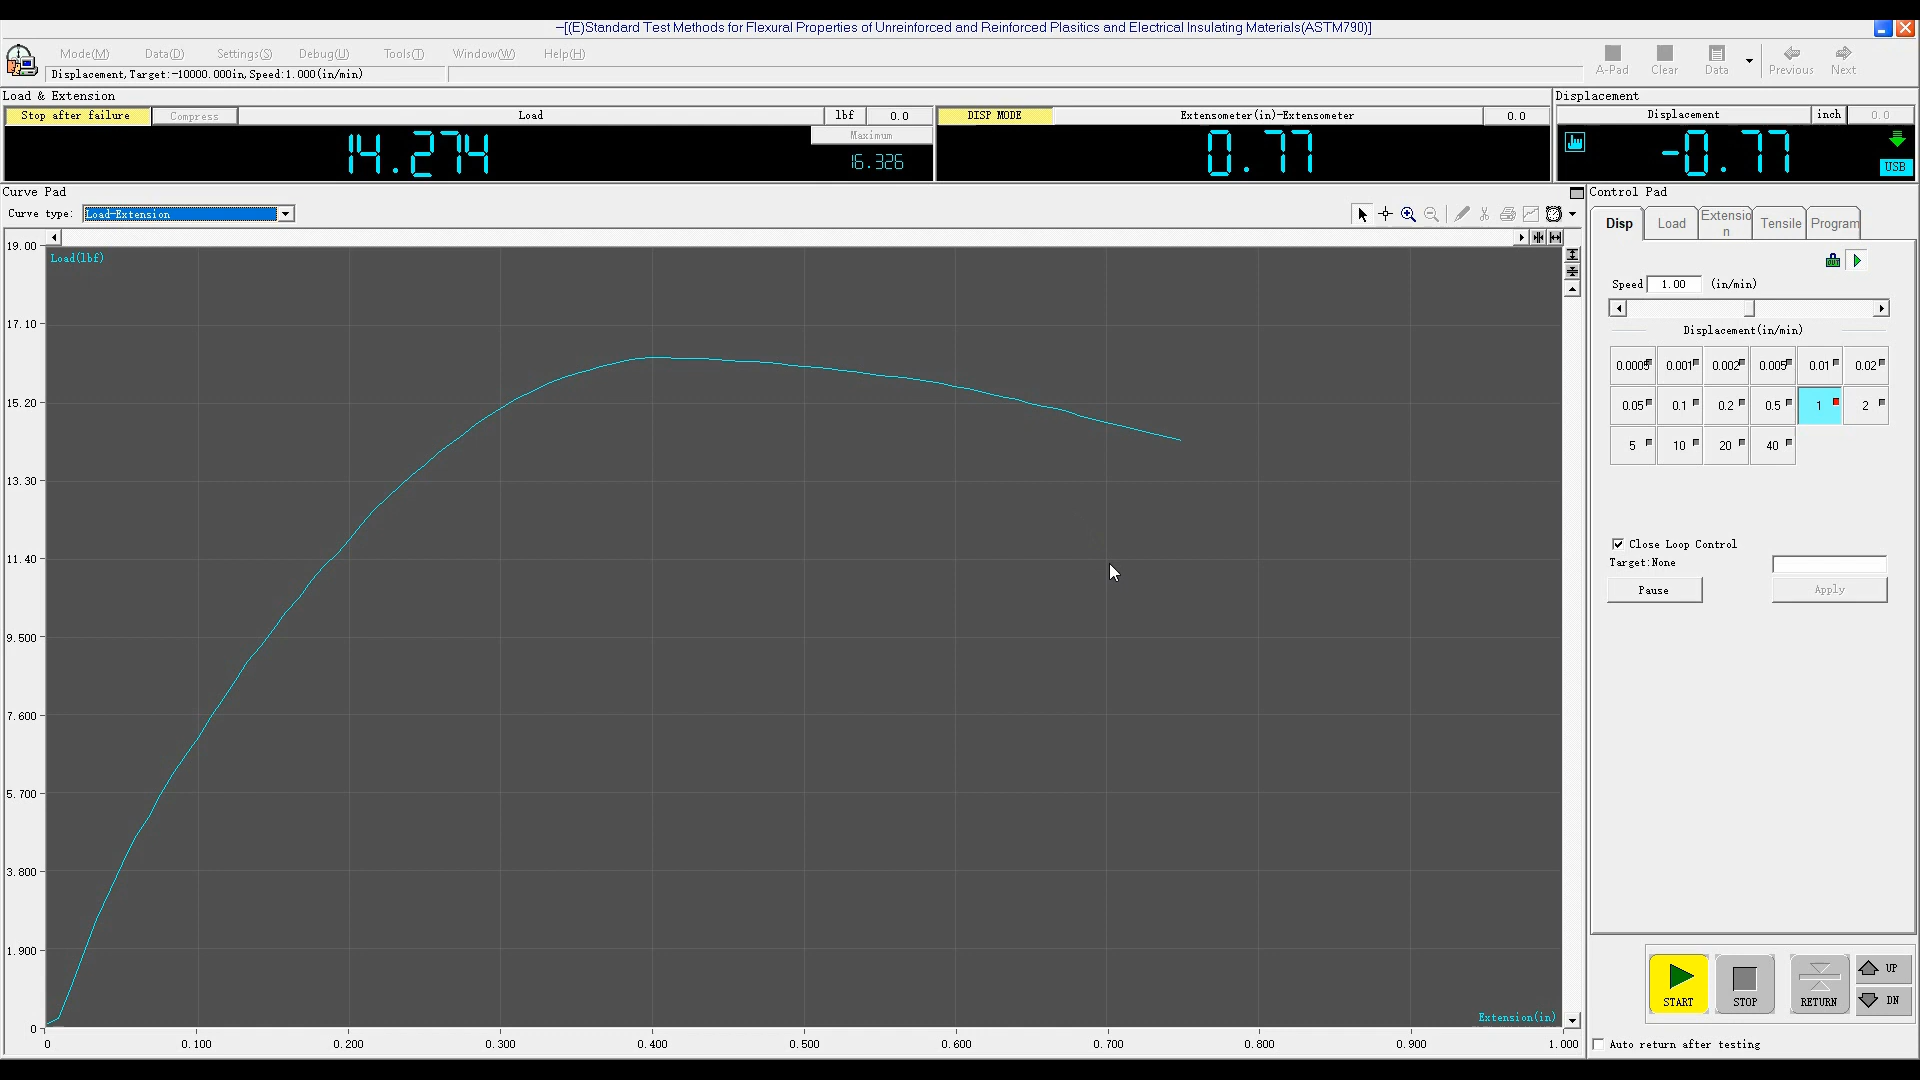 —[(E)Standard Test Methods for Flexural Properties of Unreinforced and Reinforced Plasitics and Electrical Insulating Materials(ASTM790)]
Mode(M) Data(D) Settings(S) Debug(U) Tools(T) Window(W) Help(H)
A-Pad Clear Data Previous Next
Displacement,Target:-10000.000in,Speed:1.000(in/min)
Load & Extension
Displacement
Stop after failure Compress Load lbf 0.0
DISP MODE Extensometer(in)-Extensometer 0.0
Displacement inch 0.0
14.274
Maximum
16.326
0.77
-0.77
USB
Curve Pad
Control Pad
Curve type: Load-Extension
Disp Load Extensio
n Tensile Program
19.00
Load(lbf)
17.10
15.20
13.30
11.40
9.500
7.600
5.700
3.800
1.900
0
Extension(in)
0 0.100 0.200 0.300 0.400 0.500 0.600 0.700 0.800 0.900 1.000
Speed 1.00 (in/min)
Displacement(in/min)
0.0005 0.001 0.002 0.005 0.01 0.02
0.05 0.1 0.2 0.5 1 2
5 10 20 40
Close Loop Control
Target:None
Pause Apply
START STOP RETURN UP
DN
Auto return after testing